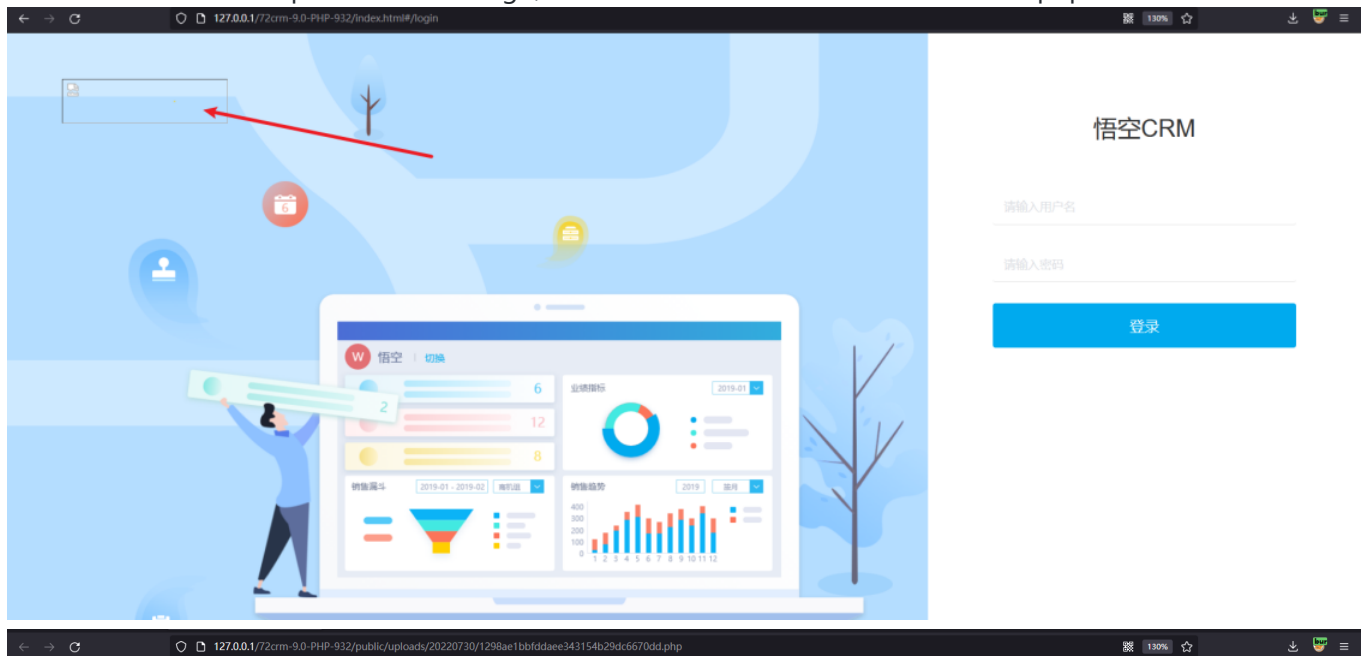 127.0.0.1/72crm-9.0-PHP-932/index.html#/login
130%
悟空CRM
请输入用户名
请输入密码
登录
6
W 悟空 切换
6
2
12
8
业绩指标 2019-01
销售漏斗 2019-01 - 2019-02
销售趋势 2019
400
300
200
100
0
1 2 3 4 5 6 7 8 9 10 11 12
127.0.0.1/72crm-9.0-PHP-932/public/uploads/20220730/1298ae1bbfddaee343154b29dc6670dd.php
130%